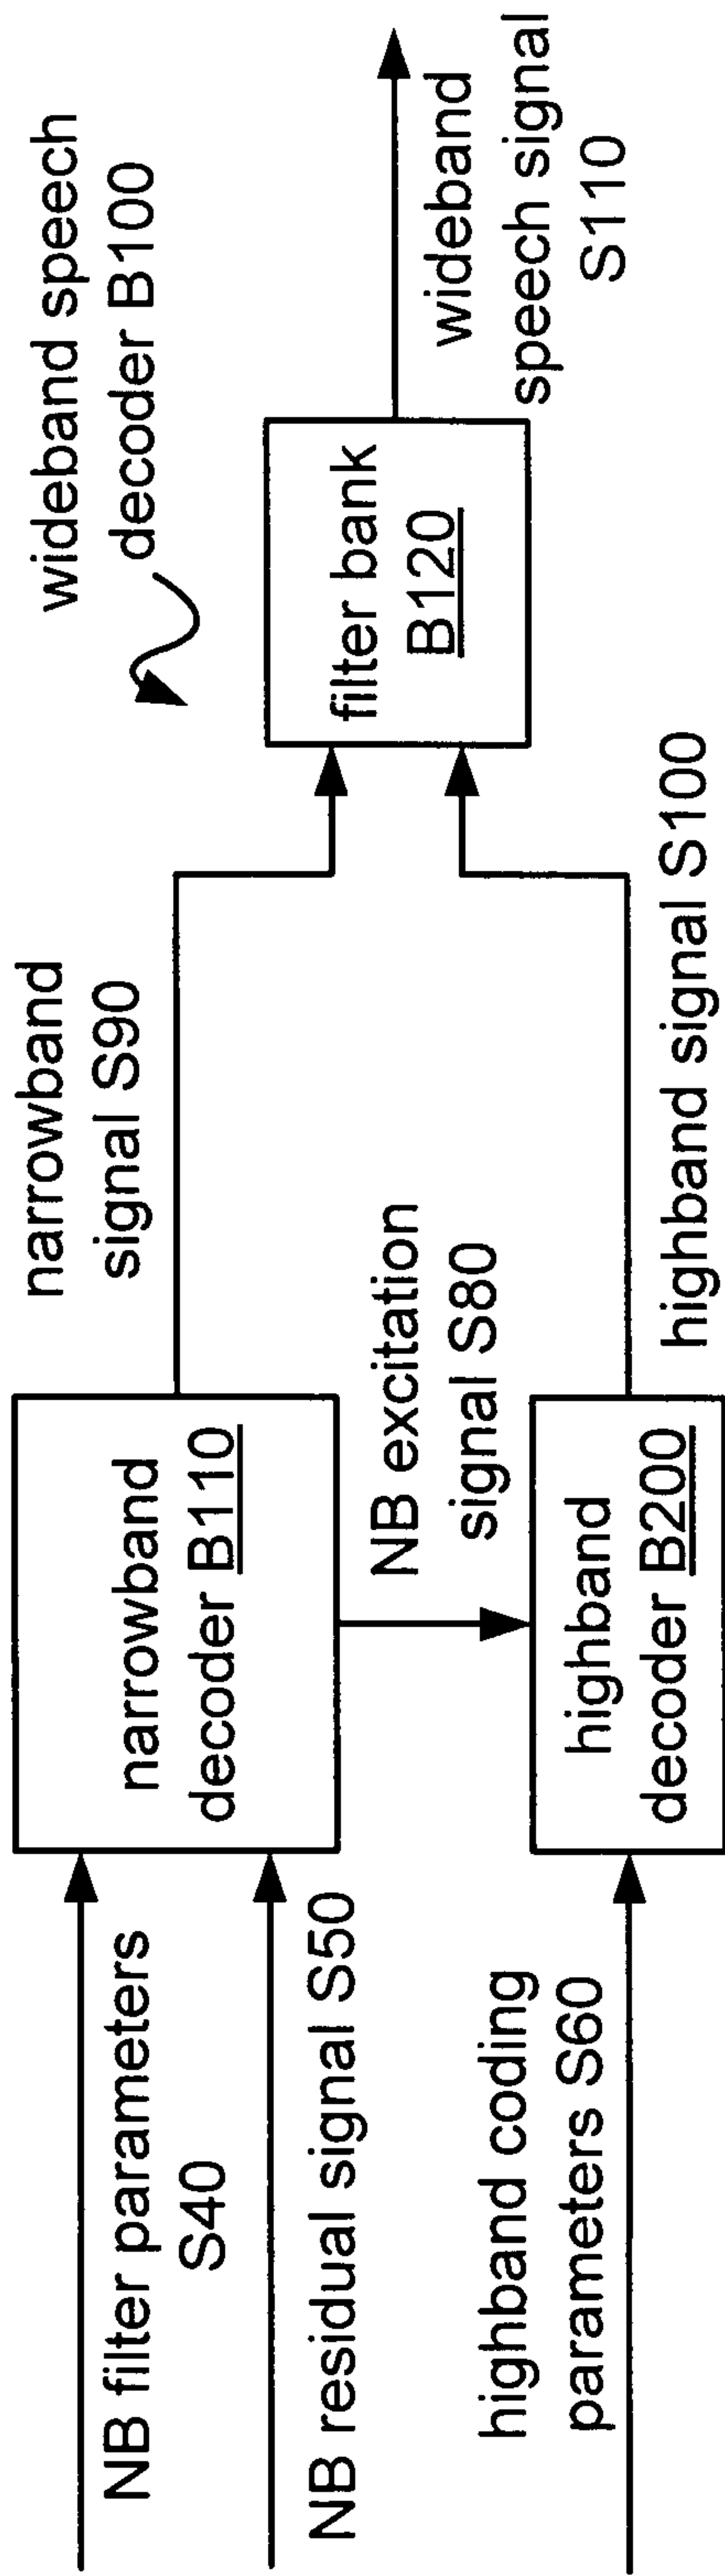 wideband speech
decoder B100
NB filter parameters
S40
NB residual signal S50
narrowband
decoder B110
narrowband
signal S90
NB excitation
signal S80
highband coding
parameters S60
highband
decoder B200
highband signal S100
filter bank
B120
wideband
speech signal
S110